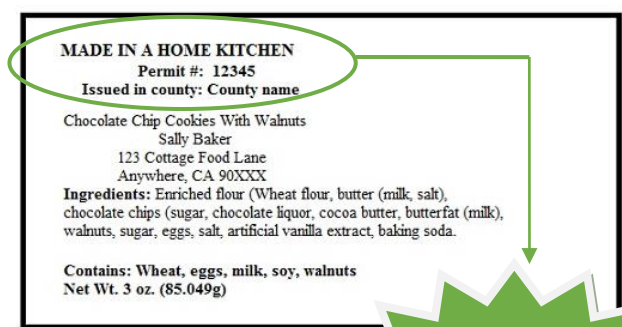 MADE IN A HOME KITCHEN
Permit #: 12345
Issued in county: County name
Chocolate Chip Cookies With Walnuts
Sally Baker
123 Cottage Food Lane
Anywhere, CA 90XXX
Ingredients: Enriched flour (Wheat flour, butter (milk, salt),
chocolate chips (sugar, chocolate liquor, cocoa butter, butterfat (milk),
walnuts, sugar, eggs, salt, artificial vanilla extract, baking soda.
Contains: Wheat, eggs, milk, soy, walnuts
Net Wt. 3 oz. (85.049g)